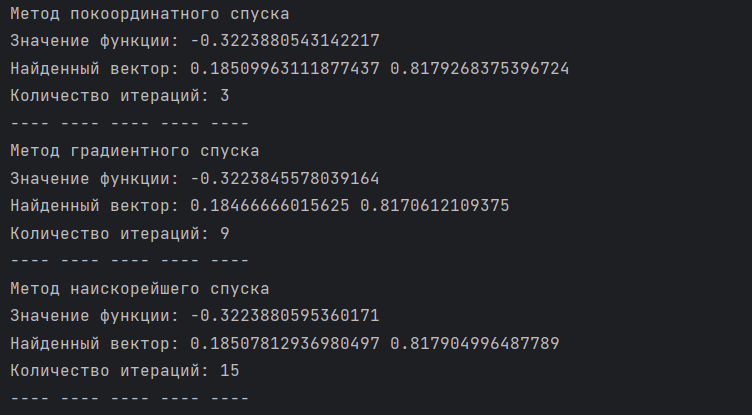 Метод покоординатного спуска
Значение функции: -0.3223880543142217
Найденный вектор: 0.18509963111877437 0.8179268375396724
Количество итераций: 3
---- ---- ---- ---- ----
Метод градиентного спуска
Значение функции: -0.3223845578039164
Найденный вектор: 0.18466666015625 0.8170612109375
Количество итераций: 9
---- ---- ---- ---- ----
Метод наискорейшего спуска
Значение функции: -0.3223880595360171
Найденный вектор: 0.18507812936980497 0.817904996487789
Количество итераций: 15
---- ---- ---- ---- ----